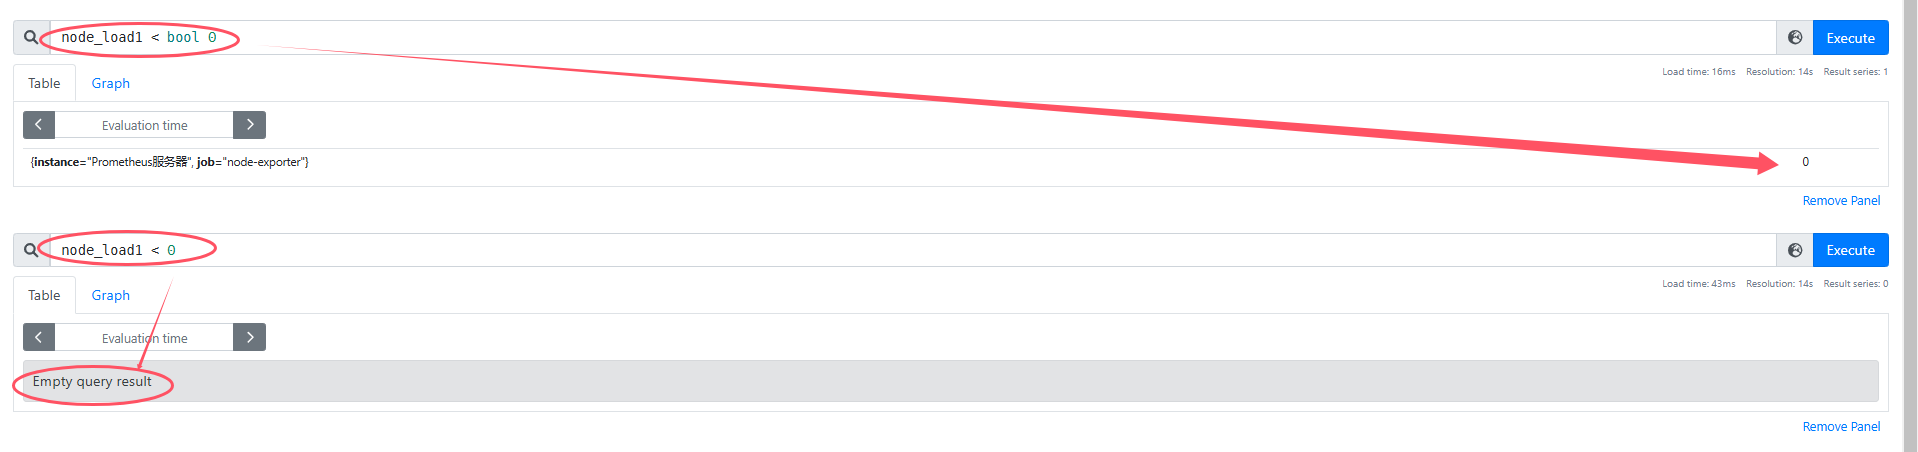 node_load1 < bool 0
Execute
Table Graph
Load time: 16ms Resolution: 14s Result series: 1
Evaluation time
{instance="Prometheus服务器", job="node-exporter"} 0
Remove Panel
node_load1 < 0
Execute
Table Graph
Load time: 43ms Resolution: 14s Result series: 0
Evaluation time
Empty query result
Remove Panel